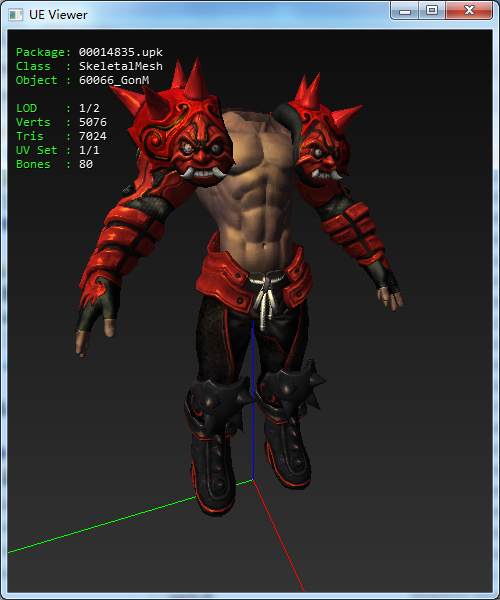 UE Viewer
Package: 00014835.upk
Class : SkeletalMesh
Object : 60066_GonM
LOD : 1/2
Verts : 5076
Tris : 7024
UV Set : 1/1
Bones : 80